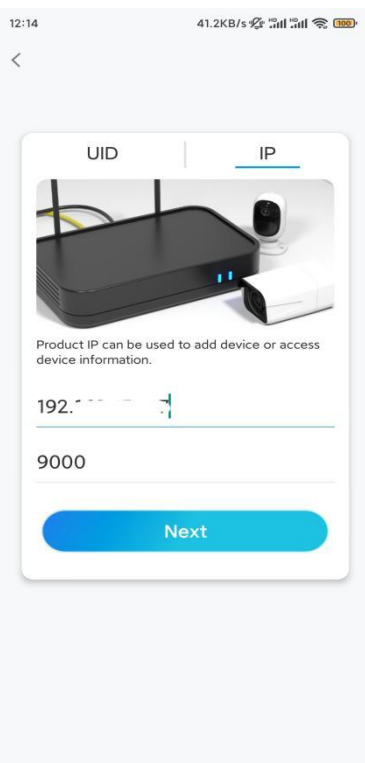 12:14
41.2KB/s
100
UID
IP
Product IP can be used to add device or access
device information.
192.
9000
Next